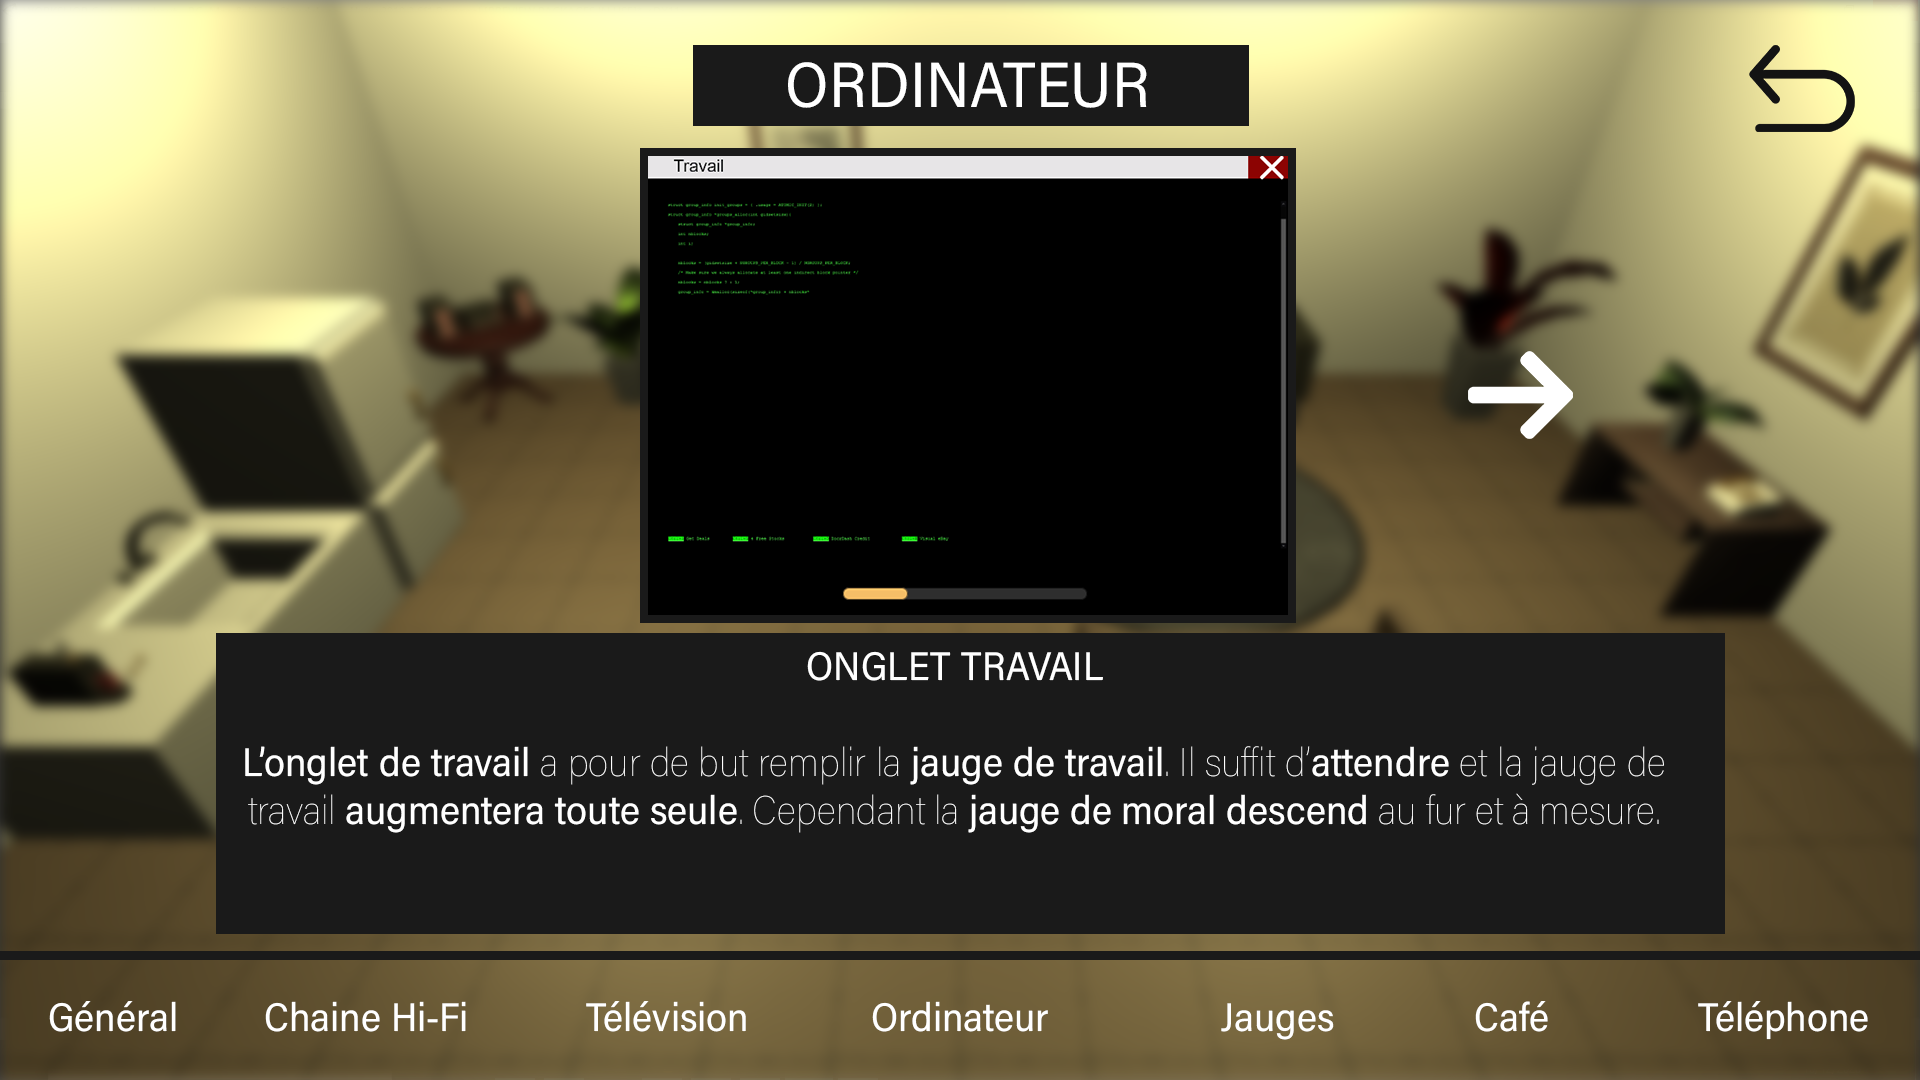 ORDINATEUR
Travail
ONGLET TRAVAIL
L'onglet de travail a pour de but remplir la jauge de travail. Il suffit d'attendre et la jauge de
travail augmentera toute seule. Cependant la jauge de moral descend au fur et à mesure.
Général Chaine Hi-Fi Télévision Ordinateur Jauges Café Téléphone